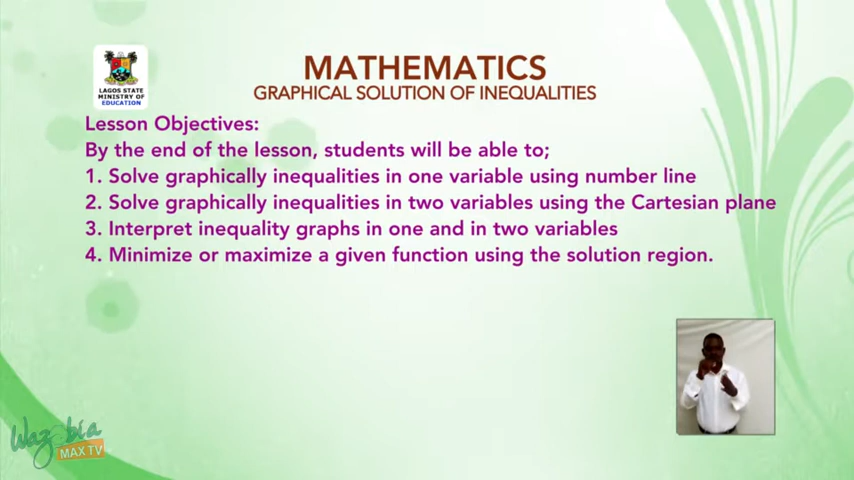 MATHEMATICS
GRAPHICAL SOLUTION OF INEQUALITIES
LAGOS STATE
MINISTRY OF
EDUCATION
Lesson Objectives:
By the end of the lesson, students will be able to;
1. Solve graphically inequalities in one variable using number line
2. Solve graphically inequalities in two variables using the Cartesian plane
3. Interpret inequality graphs in one and in two variables
4. Minimize or maximize a given function using the solution region.
Wazobia
MAX TV